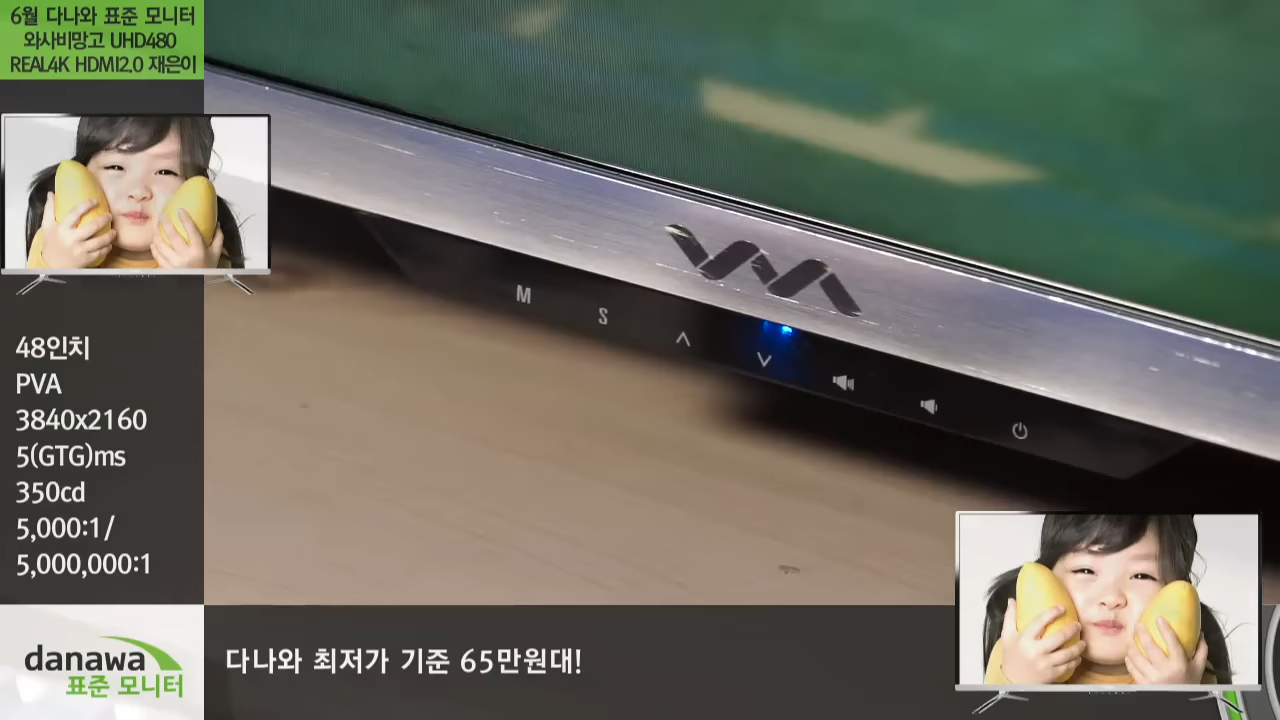 6월 다나와 표준 모니터
와사비망고 UHD480
REAL4K HDMI2.0 재은이
48인치
PVA
3840x2160
5(GTG)ms
350cd
5,000:1/
5,000,000:1
M
S
danawa
표준 모니터
다나와 최저가 기준 65만원대!